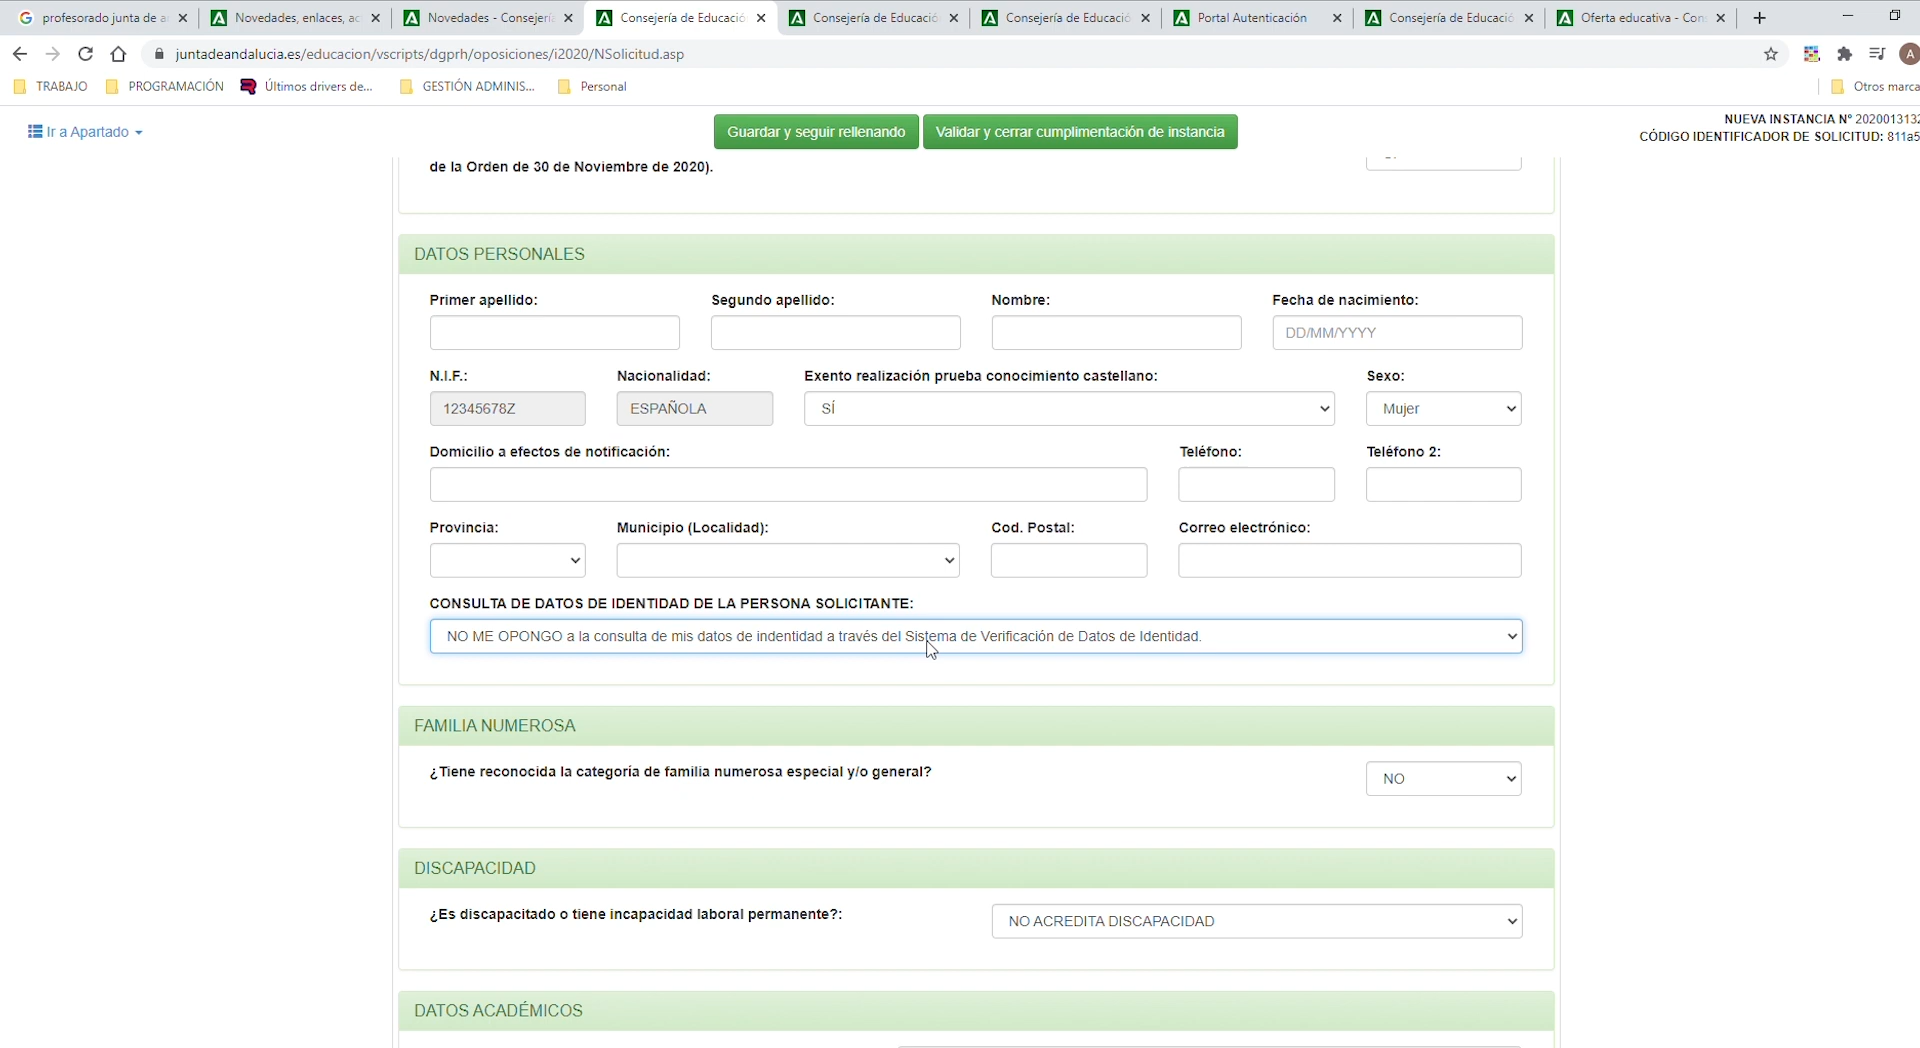 profesorado junta de a
Novedades, enlaces, ac
Novedades - Consejerí
Consejería de Educació
Consejería de Educació
Consejería de Educació
Portal Autenticación
Consejería de Educació
Oferta educativa - Con
juntadeandalucia.es/educacion/vscripts/dgprh/oposiciones/i2020/NSolicitud.asp
A
TRABAJO
PROGRAMACIÓN
Últimos drivers de...
GESTIÓN ADMINIS...
Personal
Otros marca
Ir a Apartado
Guardar y seguir rellenando
Validar y cerrar cumplimentación de instancia
NUEVA INSTANCIA Nº 202001313
CÓDIGO IDENTIFICADOR DE SOLICITUD: 811a5
de la Orden de 30 de Noviembre de 2020).
DATOS PERSONALES
Primer apellido: Segundo apellido: Nombre: Fecha de nacimiento:
DD/MM/YYYY
N.I.F.: Nacionalidad: Exento realización prueba conocimiento castellano: Sexo:
12345678Z ESPAÑOLA SÍ Mujer
Domicilio a efectos de notificación: Teléfono: Teléfono 2:
Provincia: Municipio (Localidad): Cod. Postal: Correo electrónico:
CONSULTA DE DATOS DE IDENTIDAD DE LA PERSONA SOLICITANTE:
NO ME OPONGO a la consulta de mis datos de indentidad a través del Sistema de Verificación de Datos de Identidad.
FAMILIA NUMEROSA
¿Tiene reconocida la categoría de familia numerosa especial y/o general? NO
DISCAPACIDAD
¿Es discapacitado o tiene incapacidad laboral permanente?: NO ACREDITA DISCAPACIDAD
DATOS ACADÉMICOS